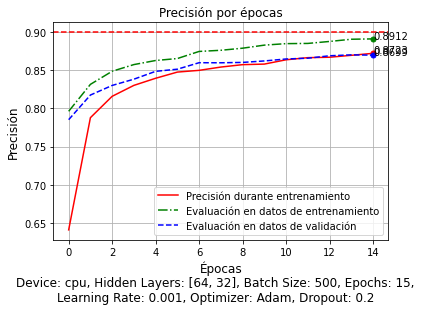 Precisión por épocas
0.90
0.85
0.80
0.75
0.70
0.65
Precisión
0.8912
0.8699
Precisión durante entrenamiento
Evaluación en datos de entrenamiento
Evaluación en datos de validación
0 2 4 6 8 10 12 14
Épocas
Device: cpu, Hidden Layers: [64, 32], Batch Size: 500, Epochs: 15,
Learning Rate: 0.001, Optimizer: Adam, Dropout: 0.2